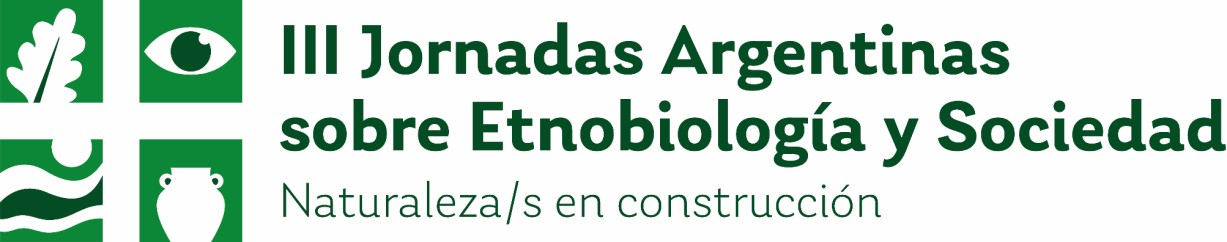 III Jornadas Argentinas
sobre Etnobiología y Sociedad
Naturaleza/s en construcción